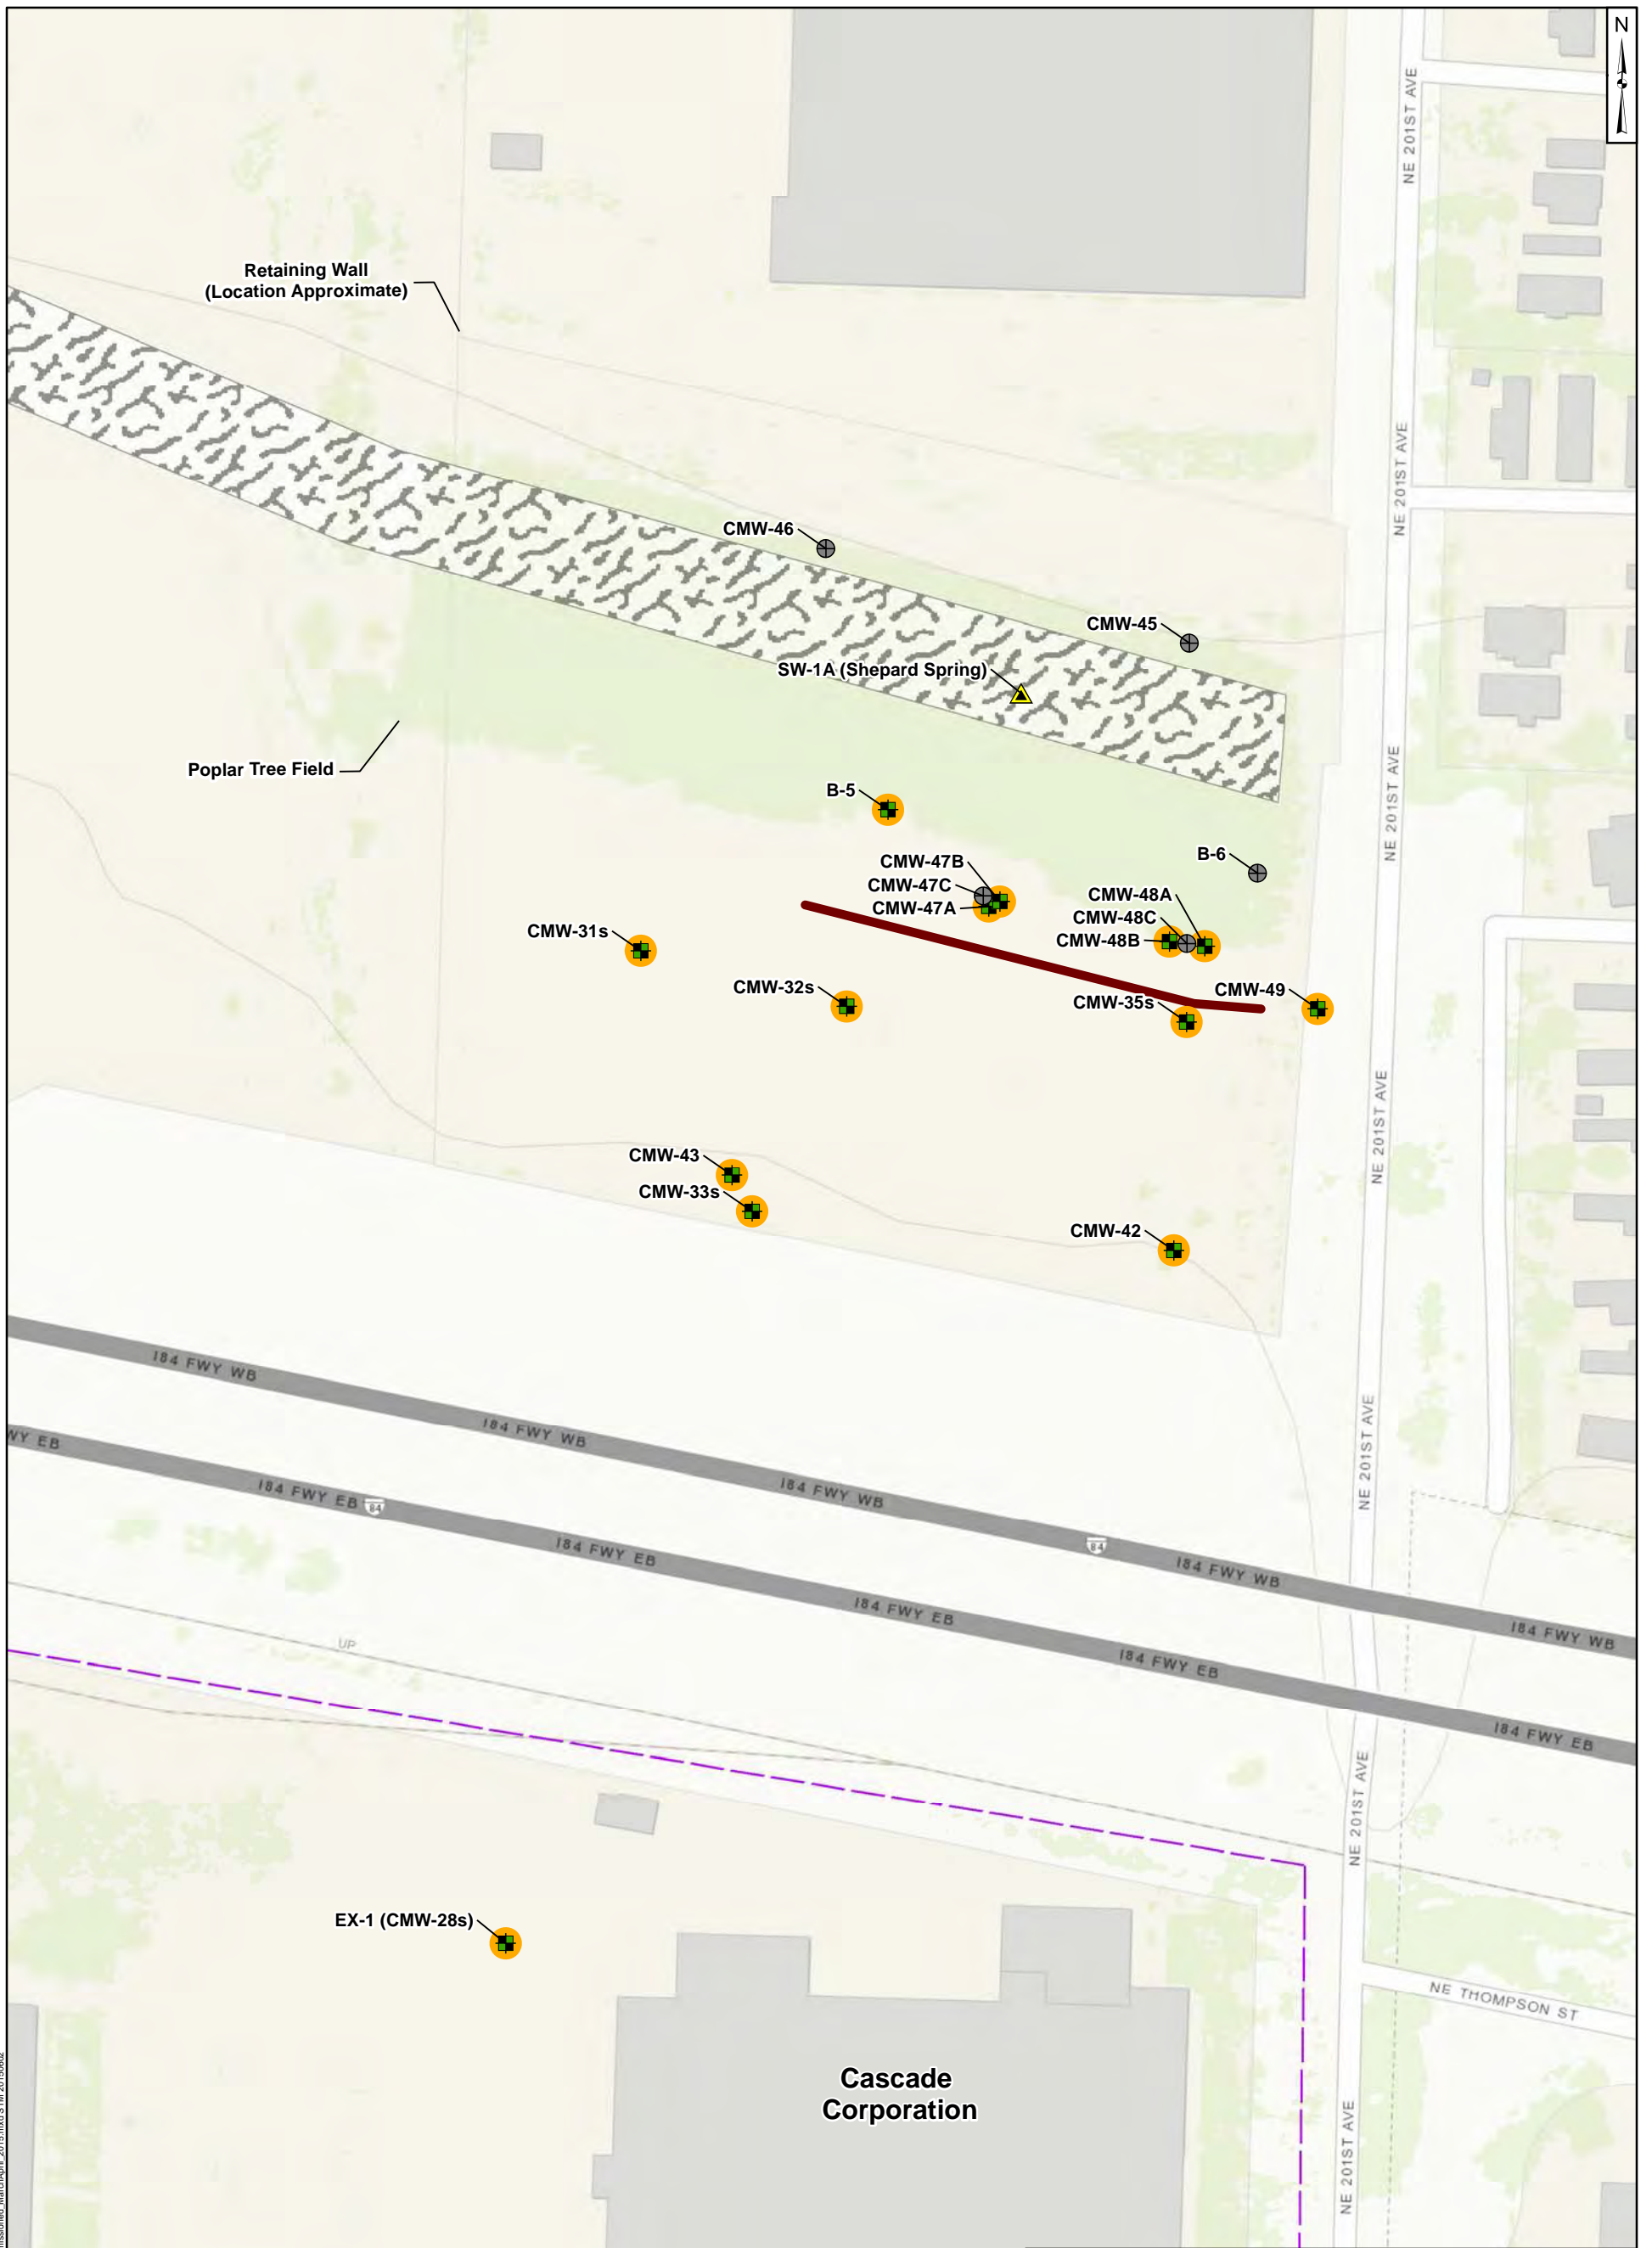 N
NE 201ST AVE
Retaining Wall
(Location Approximate)
NE 201ST AVE
CMW-46
CMW-45
SW-1A (Shepard Spring)
Poplar Tree Field
NE 201ST AVE
B-5
B-6
CMW-47B
CMW-47C
CMW-47A
CMW-48A
CMW-48C
CMW-48B
CMW-31s
CMW-32s
CMW-49
CMW-35s
NE 201ST AVE
CMW-43
CMW-33s
CMW-42
I84 FWY WB
I84 FWY WB
WY EB
I84 FWY EB
84
I84 FWY WB
NE 201ST AVE
I84 FWY EB
84
I84 FWY WB
I84 FWY EB
I84 FWY WB
UP
I84 FWY EB
I84 FWY EB
NE 201ST AVE
EX-1 (CMW-28s)
NE THOMPSON ST
Cascade
Corporation
NE 201ST AVE